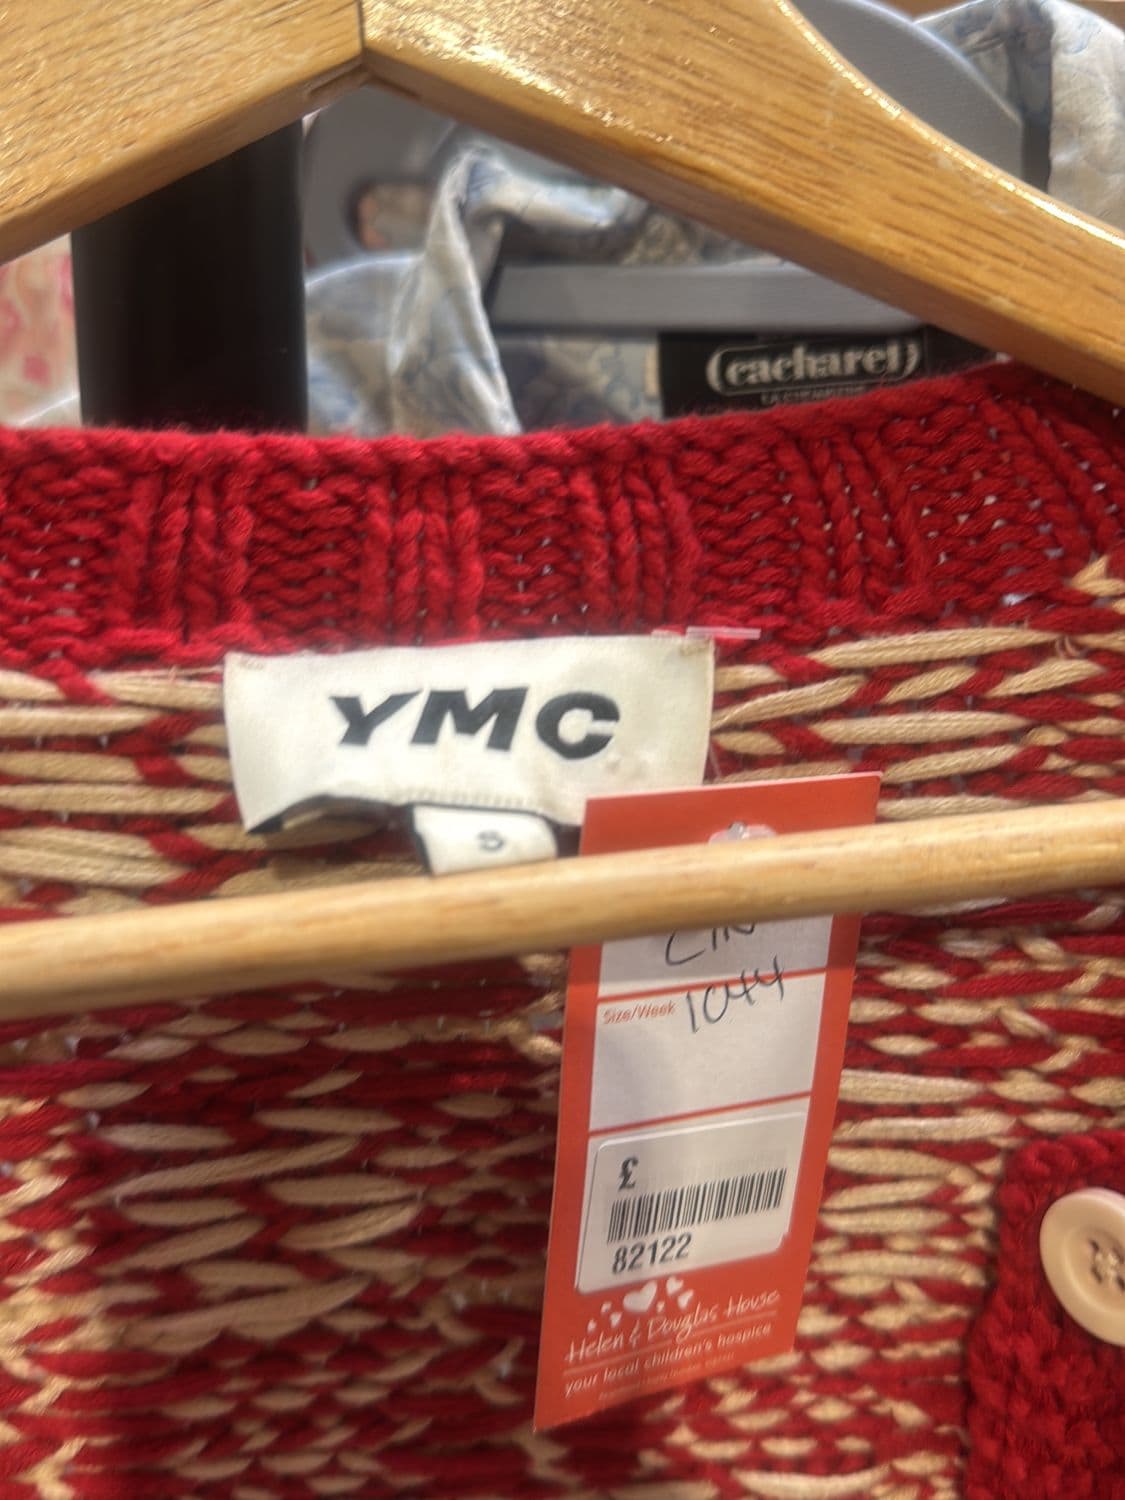 (cacharel)
YMC
S
Size/Week 1044
£
82122
Helen & Douglas House
your local children's hospice